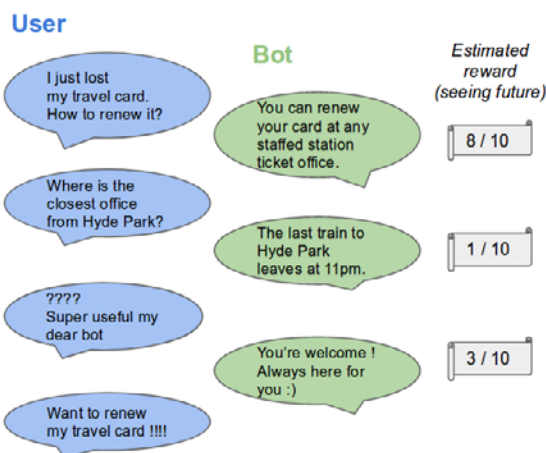 User
Bot
Estimated
reward
(seeing future)
I just lost
my travel card.
How to renew it?
You can renew
your card at any
staffed station
ticket office.
8 / 10
Where is the
closest office
from Hyde Park?
The last train to
Hyde Park
leaves at 11pm.
1 / 10
????
Super useful my
dear bot
You're welcome !
Always here for
you :)
3 / 10
Want to renew
my travel card !!!!